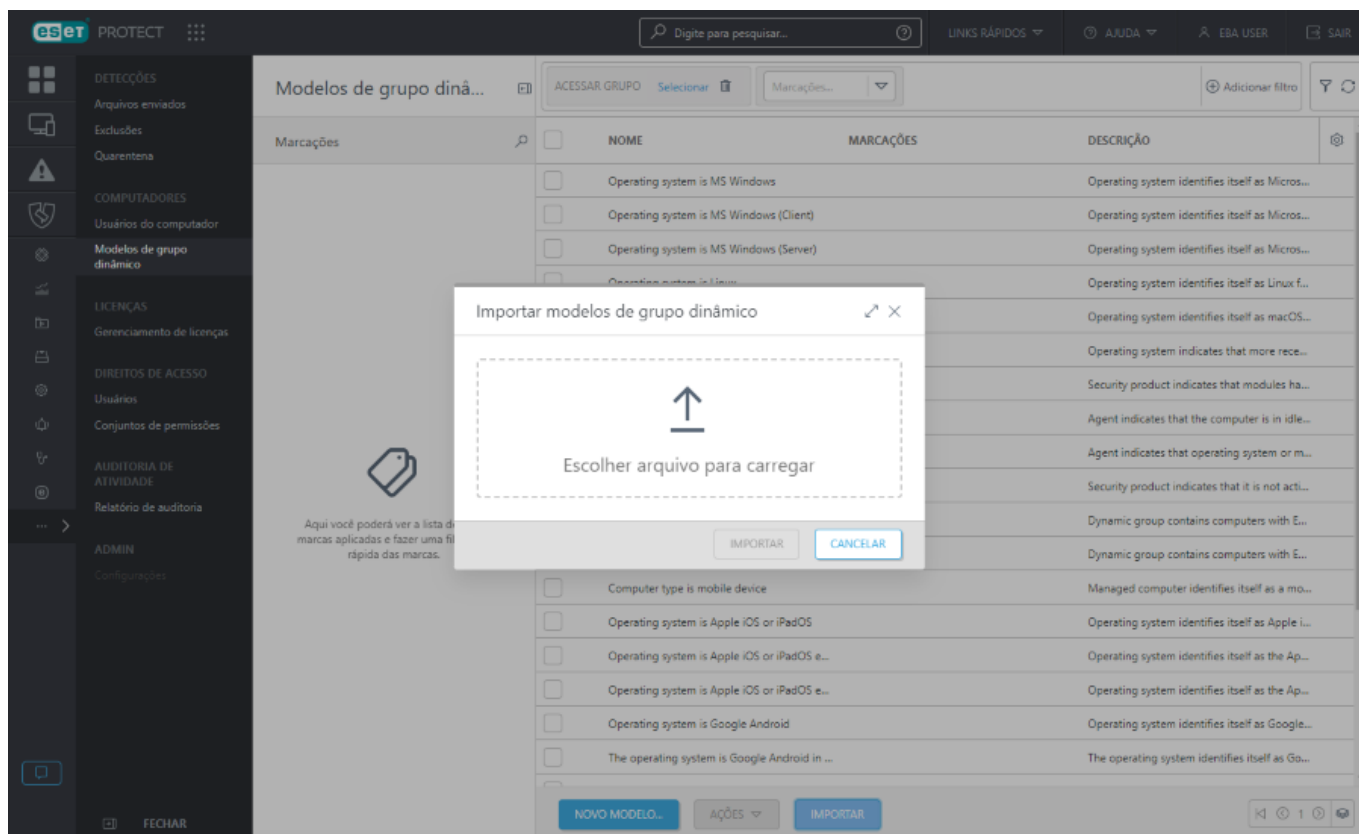 eset PROTECT
Digite para pesquisar...
LINKS RÁPIDOS
AJUDA
EBA USER
SAIR
DETECÇÕES
Arquivos enviados
Exclusões
Quarentena
COMPUTADORES
Usuários do computador
Modelos de grupo
dinâmico
LICENÇAS
Gerenciamento de licenças
DIREITOS DE ACESSO
Usuários
Conjuntos de permissões
AUDITORIA DE
ATIVIDADE
Relatório de auditoria
ADMIN
Configurações
FECHAR
Modelos de grupo dinâ...
Marcações
Aqui você poderá ver a lista d
marcas aplicadas e fazer uma fi
rápida das marcas.
ACESSAR GRUPO Selecionar
Marcações...
Adicionar filtro
NOME MARCAÇÕES DESCRIÇÃO
Operating system is MS Windows Operating system identifies itself as Micros...
Operating system is MS Windows (Client) Operating system identifies itself as Micros...
Operating system is MS Windows (Server) Operating system identifies itself as Micros...
Operating system is Linux Operating system identifies itself as Linux f...
Operating system identifies itself as macOS...
Operating system indicates that more rece...
Security product indicates that modules ha...
Agent indicates that the computer is in idle...
Agent indicates that operating system or m...
Security product indicates that it is not acti...
Dynamic group contains computers with E...
Dynamic group contains computers with E...
Computer type is mobile device Managed computer identifies itself as a mo...
Operating system is Apple iOS or iPadOS Operating system identifies itself as Apple i...
Operating system is Apple iOS or iPadOS e... Operating system identifies itself as the Ap...
Operating system is Apple iOS or iPadOS e... Operating system identifies itself as the Ap...
Operating system is Google Android Operating system identifies itself as Google...
The operating system is Google Android in ... The operating system identifies itself as Go...
NOVO MODELO...
AÇÕES
IMPORTAR
1
Importar modelos de grupo dinâmico
Escolher arquivo para carregar
IMPORTAR
CANCELAR